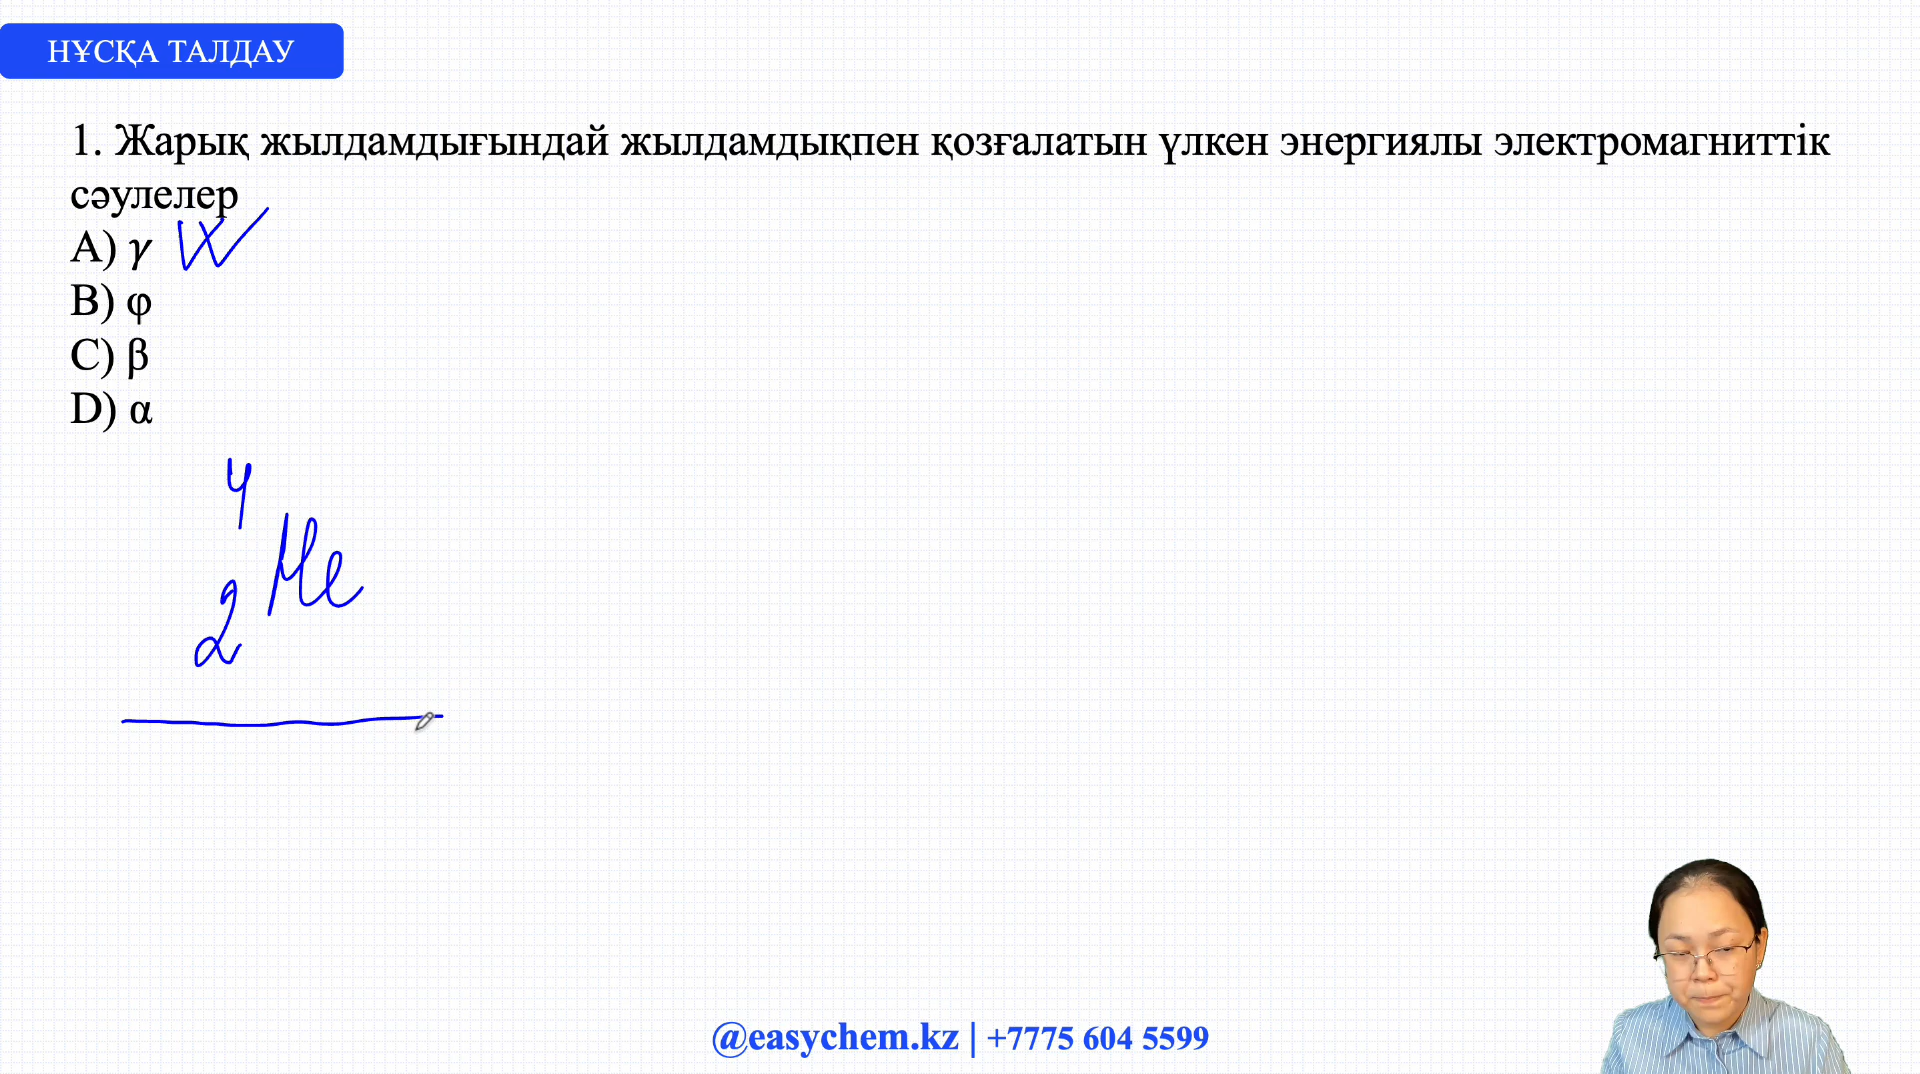 НҰСҚА ТАЛДАУ
1. Жарық жылдамдығындай жылдамдықпен қозғалатын үлкен энергиялы электромагниттік
сәулелер
A) γ
B) φ
C) β
D) α
4
He
2
α
@easychem.kz | +7775 604 5599